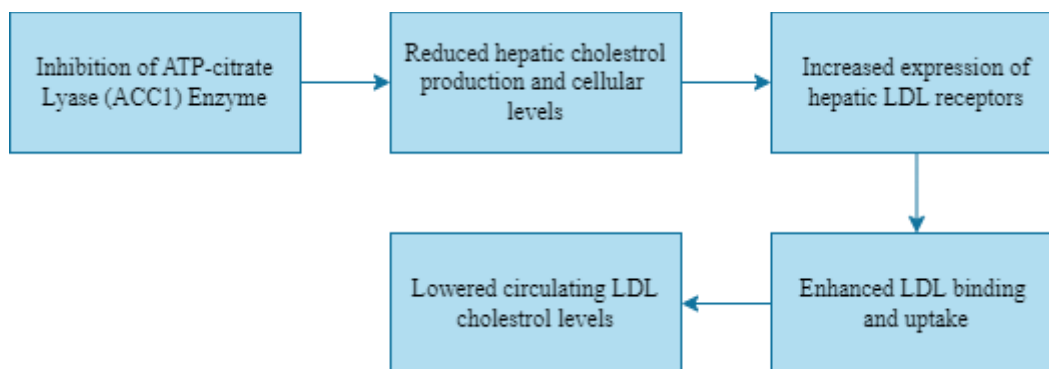 Inhibition of ATP-citrate
Lyase (ACC1) Enzyme
Reduced hepatic cholestrol
production and cellular
levels
Increased expression of
hepatic LDL receptors
Enhanced LDL binding
and uptake
Lowered circulating LDL
cholestrol levels